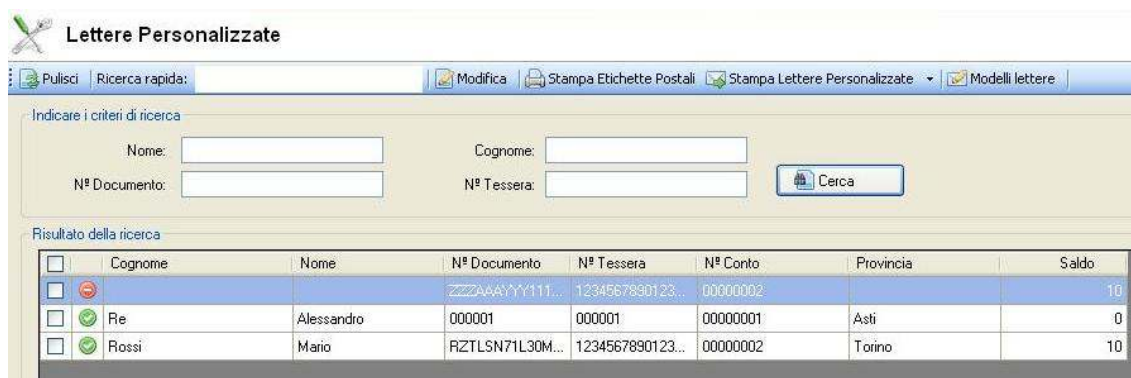 Lettere Personalizzate
Pulisci Ricerca rapida: Modifica Stampa Etichette Postali Stampa Lettere Personalizzate Modelli lettere
Indicare i criteri di ricerca
Nome: Cognome:
Nº Documento: Nº Tessera: Cerca
Risultato della ricerca
Cognome Nome Nº Documento Nº Tessera Nº Conto Provincia Saldo
ZZZAAAYYY111... 1234567890123... 00000002 10
Re Alessandro 000001 000001 00000001 Asti 0
Rossi Mario RZTLSN71L30M... 1234567890123... 00000002 Torino 10